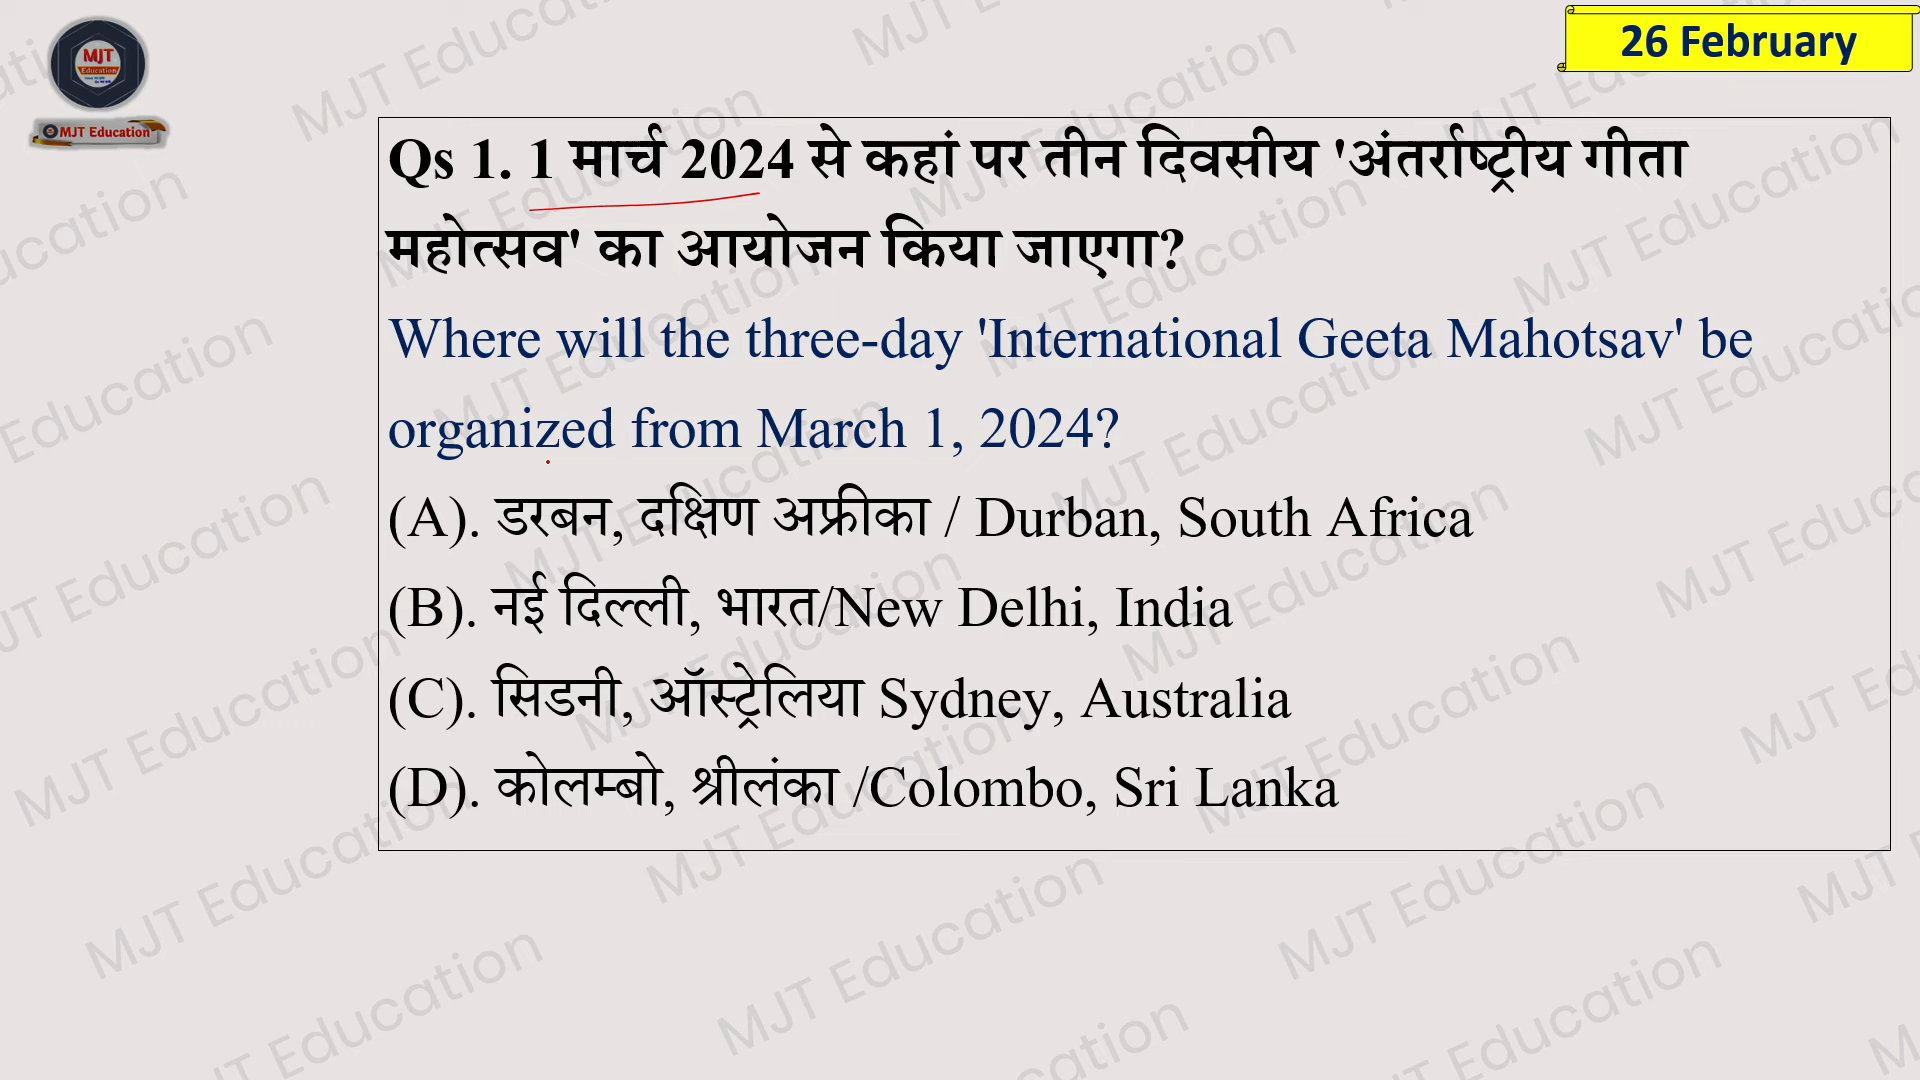 MJT
Education
MJT Education
26 February
Qs 1. 1 मार्च 2024 से कहां पर तीन दिवसीय 'अंतर्राष्ट्रीय गीता
महोत्सव' का आयोजन किया जाएगा?
Where will the three-day 'International Geeta Mahotsav' be
organized from March 1, 2024?
(A). डरबन, दक्षिण अफ्रीका / Durban, South Africa
(B). नई दिल्ली, भारत/New Delhi, India
(C). सिडनी, ऑस्ट्रेलिया Sydney, Australia
(D). कोलम्बो, श्रीलंका /Colombo, Sri Lanka